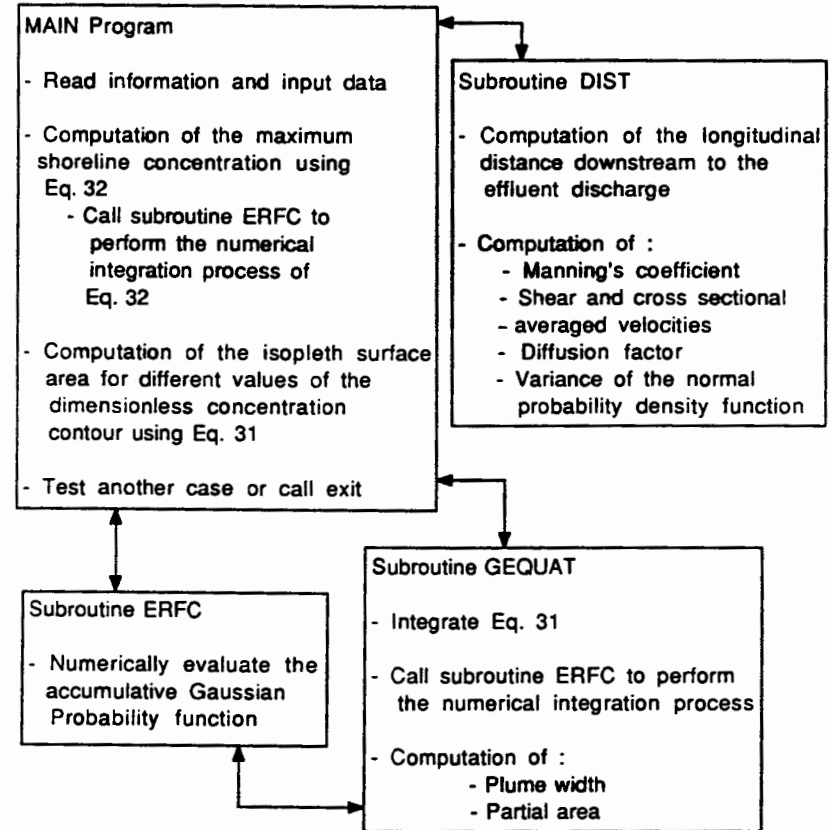 MAIN Program
- Read information and input data
- Computation of the maximum
shoreline concentration using
Eq. 32
- Call subroutine ERFC to
perform the numerical
integration process of
Eq. 32
- Computation of the isopleth surface
area for different values of the
dimensionless concentration
contour using Eq. 31
- Test another case or call exit
Subroutine DIST
- Computation of the longitudinal
distance downstream to the
effluent discharge
- Computation of :
- Manning's coefficient
- Shear and cross sectional
- averaged velocities
- Diffusion factor
- Variance of the normal
probability density function
Subroutine ERFC
- Numerically evaluate the
accumulative Gaussian
Probability function
Subroutine GEQUAT
- Integrate Eq. 31
- Call subroutine ERFC to perform
the numerical integration process
- Computation of :
- Plume width
- Partial area